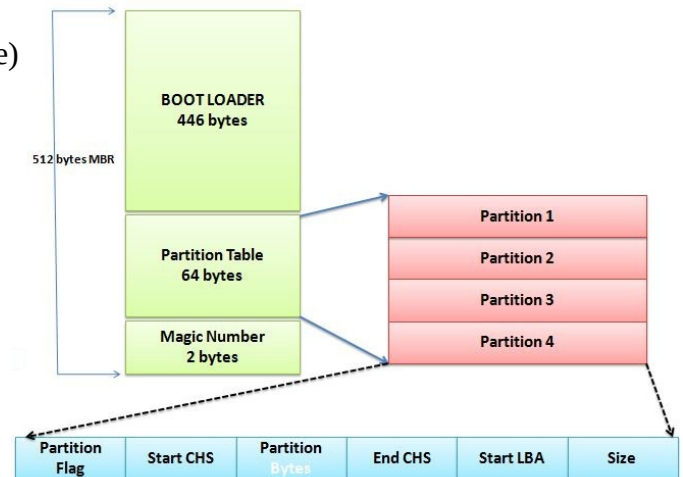 e)
BOOT LOADER
446 bytes
512 bytes MBR
Partition Table
64 bytes
Magic Number
2 bytes
Partition 1
Partition 2
Partition 3
Partition 4
Partition
Flag
Start CHS
Partition
Bytes
End CHS
Start LBA
Size